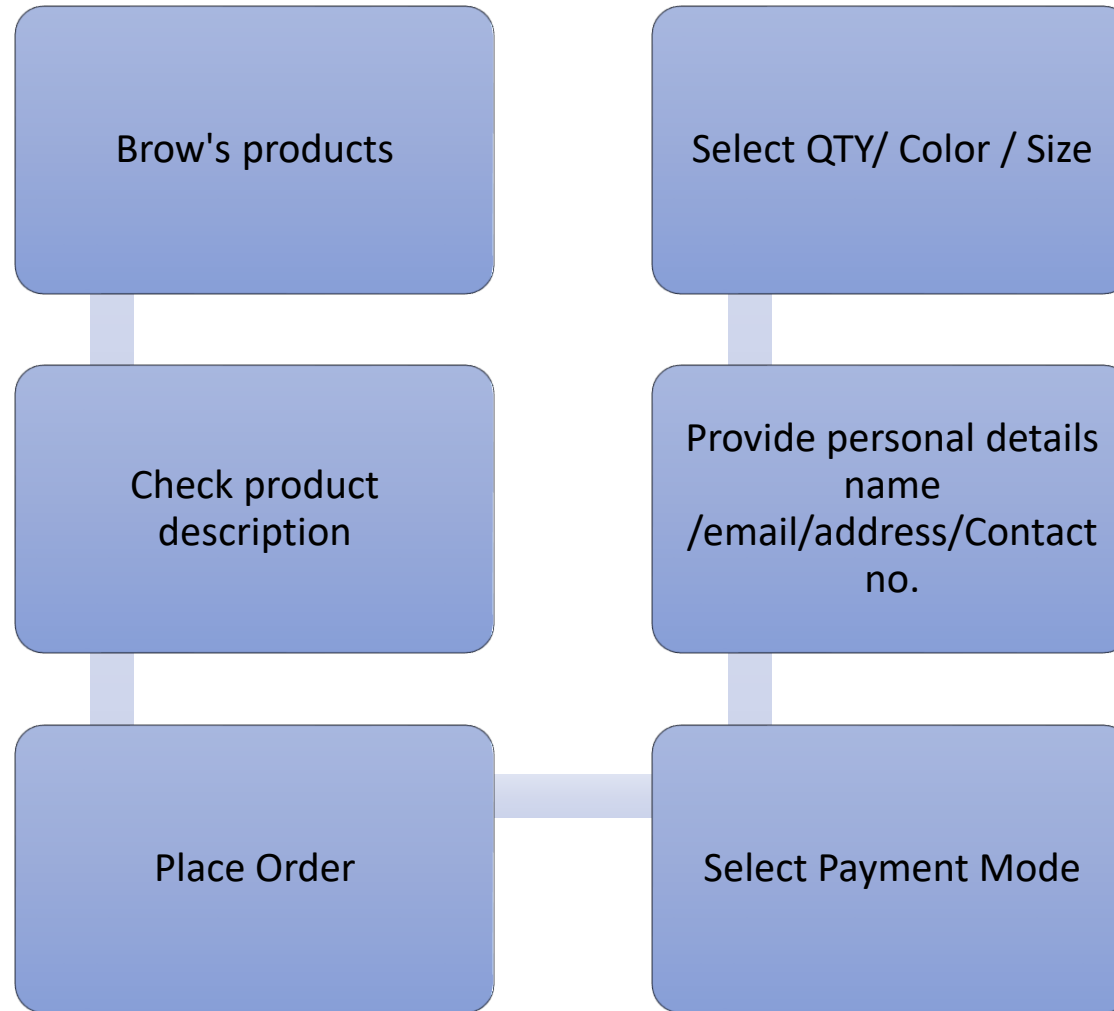 Brow's products
Check product
description
Place Order
Select Payment Mode
Provide personal details
name
/email/address/Contact
no.
Select QTY/ Color / Size